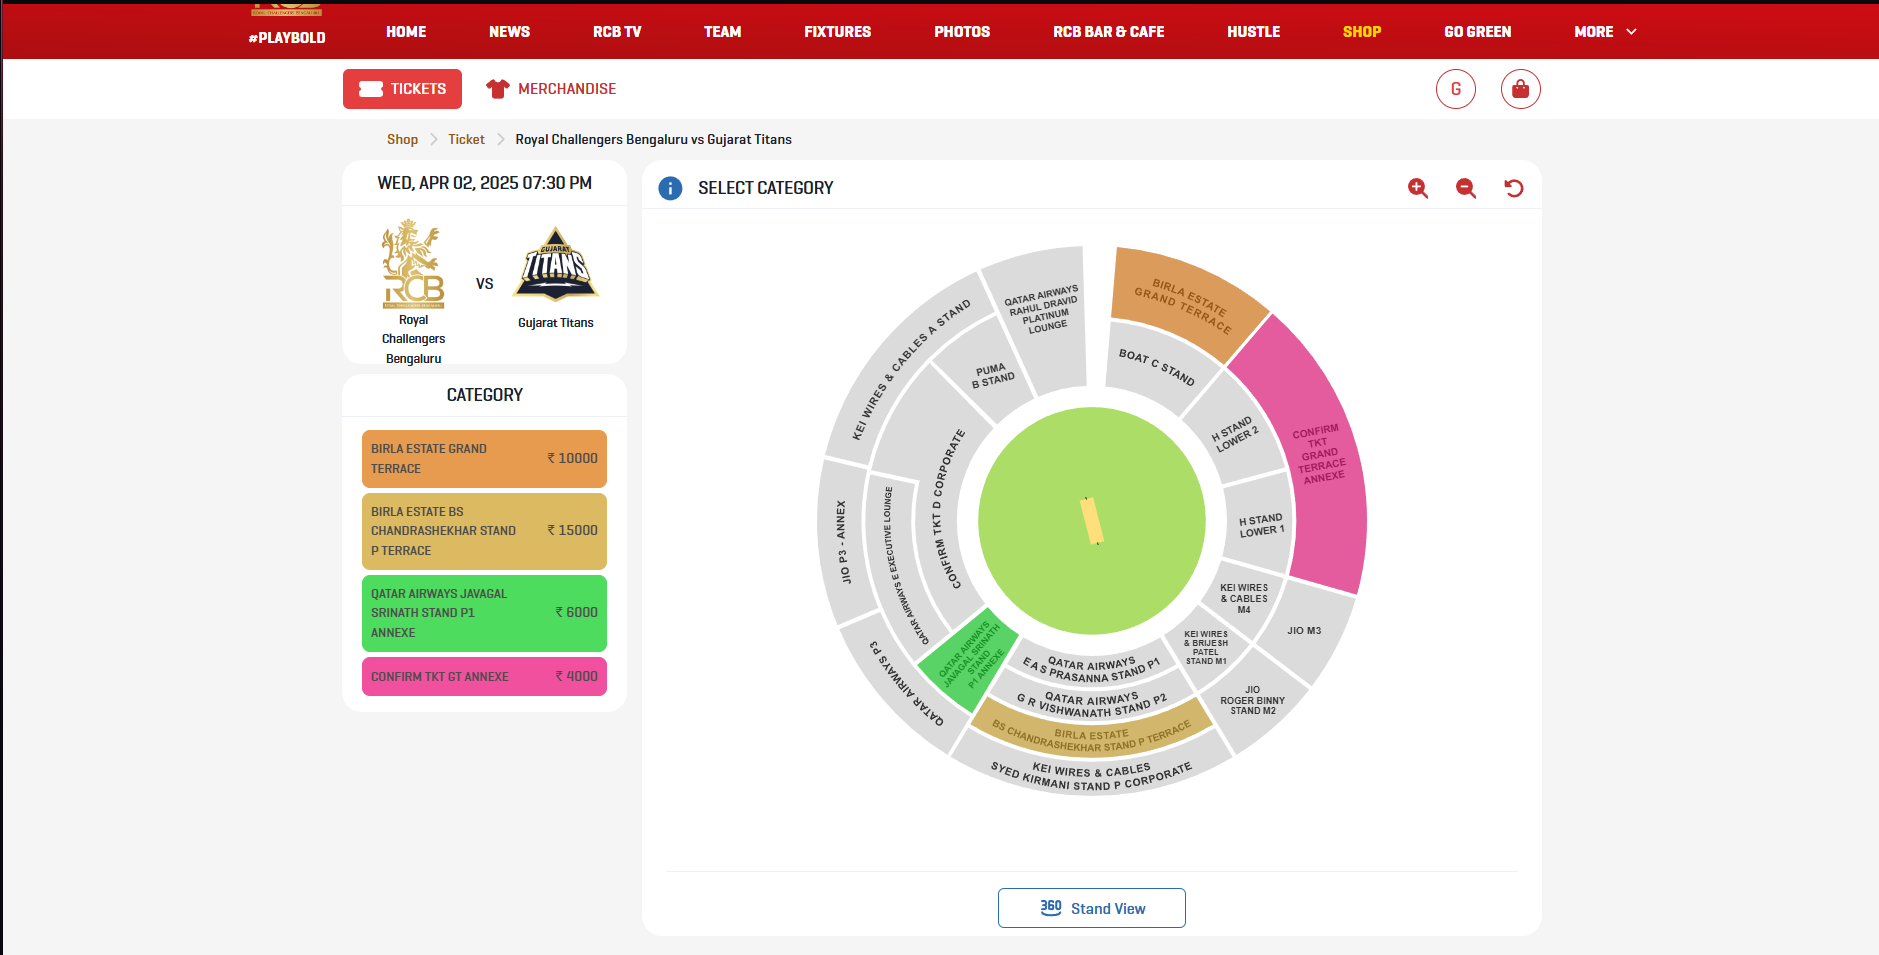 #PLAYBOLD
HOME
NEWS
RCB TV
TEAM
FIXTURES
PHOTOS
RCB BAR & CAFE
HUSTLE
SHOP
GO GREEN
MORE
TICKETS
MERCHANDISE
G
Shop
Ticket
Royal Challengers Bengaluru vs Gujarat Titans
WED, APR 02, 2025 07:30 PM
RCB
VS
GUJARAT
TITANS
Royal
Challengers
Bengaluru
Gujarat Titans
CATEGORY
BIRLA ESTATE GRAND
TERRACE
₹ 10000
BIRLA ESTATE BS
CHANDRASHEKHAR STAND
P TERRACE
₹ 15000
QATAR AIRWAYS JAVAGAL
SRINATH STAND P1
ANNEXE
₹ 6000
CONFIRM TKT GT ANNEXE
₹ 4000
i
SELECT CATEGORY
QATAR AIRWAYS
RAHUL DRAVID
PLATINUM
LOUNGE
BIRLA ESTATE
GRAND TERRACE
KEI WIRES & CABLES A STAND
PUMA
B STAND
BOAT C STAND
H STAND
LOWER 2
CONFIRM
TKT
GRAND
TERRACE
ANNEXE
CONFIRM TKT D CORPORATE
JIO P3 - ANNEX
QATAR AIRWAYS E EXECUTIVE LOUNGE
H STAND
LOWER 1
KEI WIRES
& CABLES
M4
JIO M3
KEI WIRES
& BRIJESH
PATEL
STAND M1
QATAR AIRWAYS P3
QATAR AIRWAYS
JAVAGAL SRINATH
STAND
P1 ANNEXE
QATAR AIRWAYS
E A S PRASANNA STAND P1
QATAR AIRWAYS
G R VISHWANATH STAND P2
JIO
ROGER BINNY
STAND M2
BIRLA ESTATE
BS CHANDRASHEKHAR STAND P TERRACE
KEI WIRES & CABLES
SYED KIRMANI STAND P CORPORATE
360
Stand View